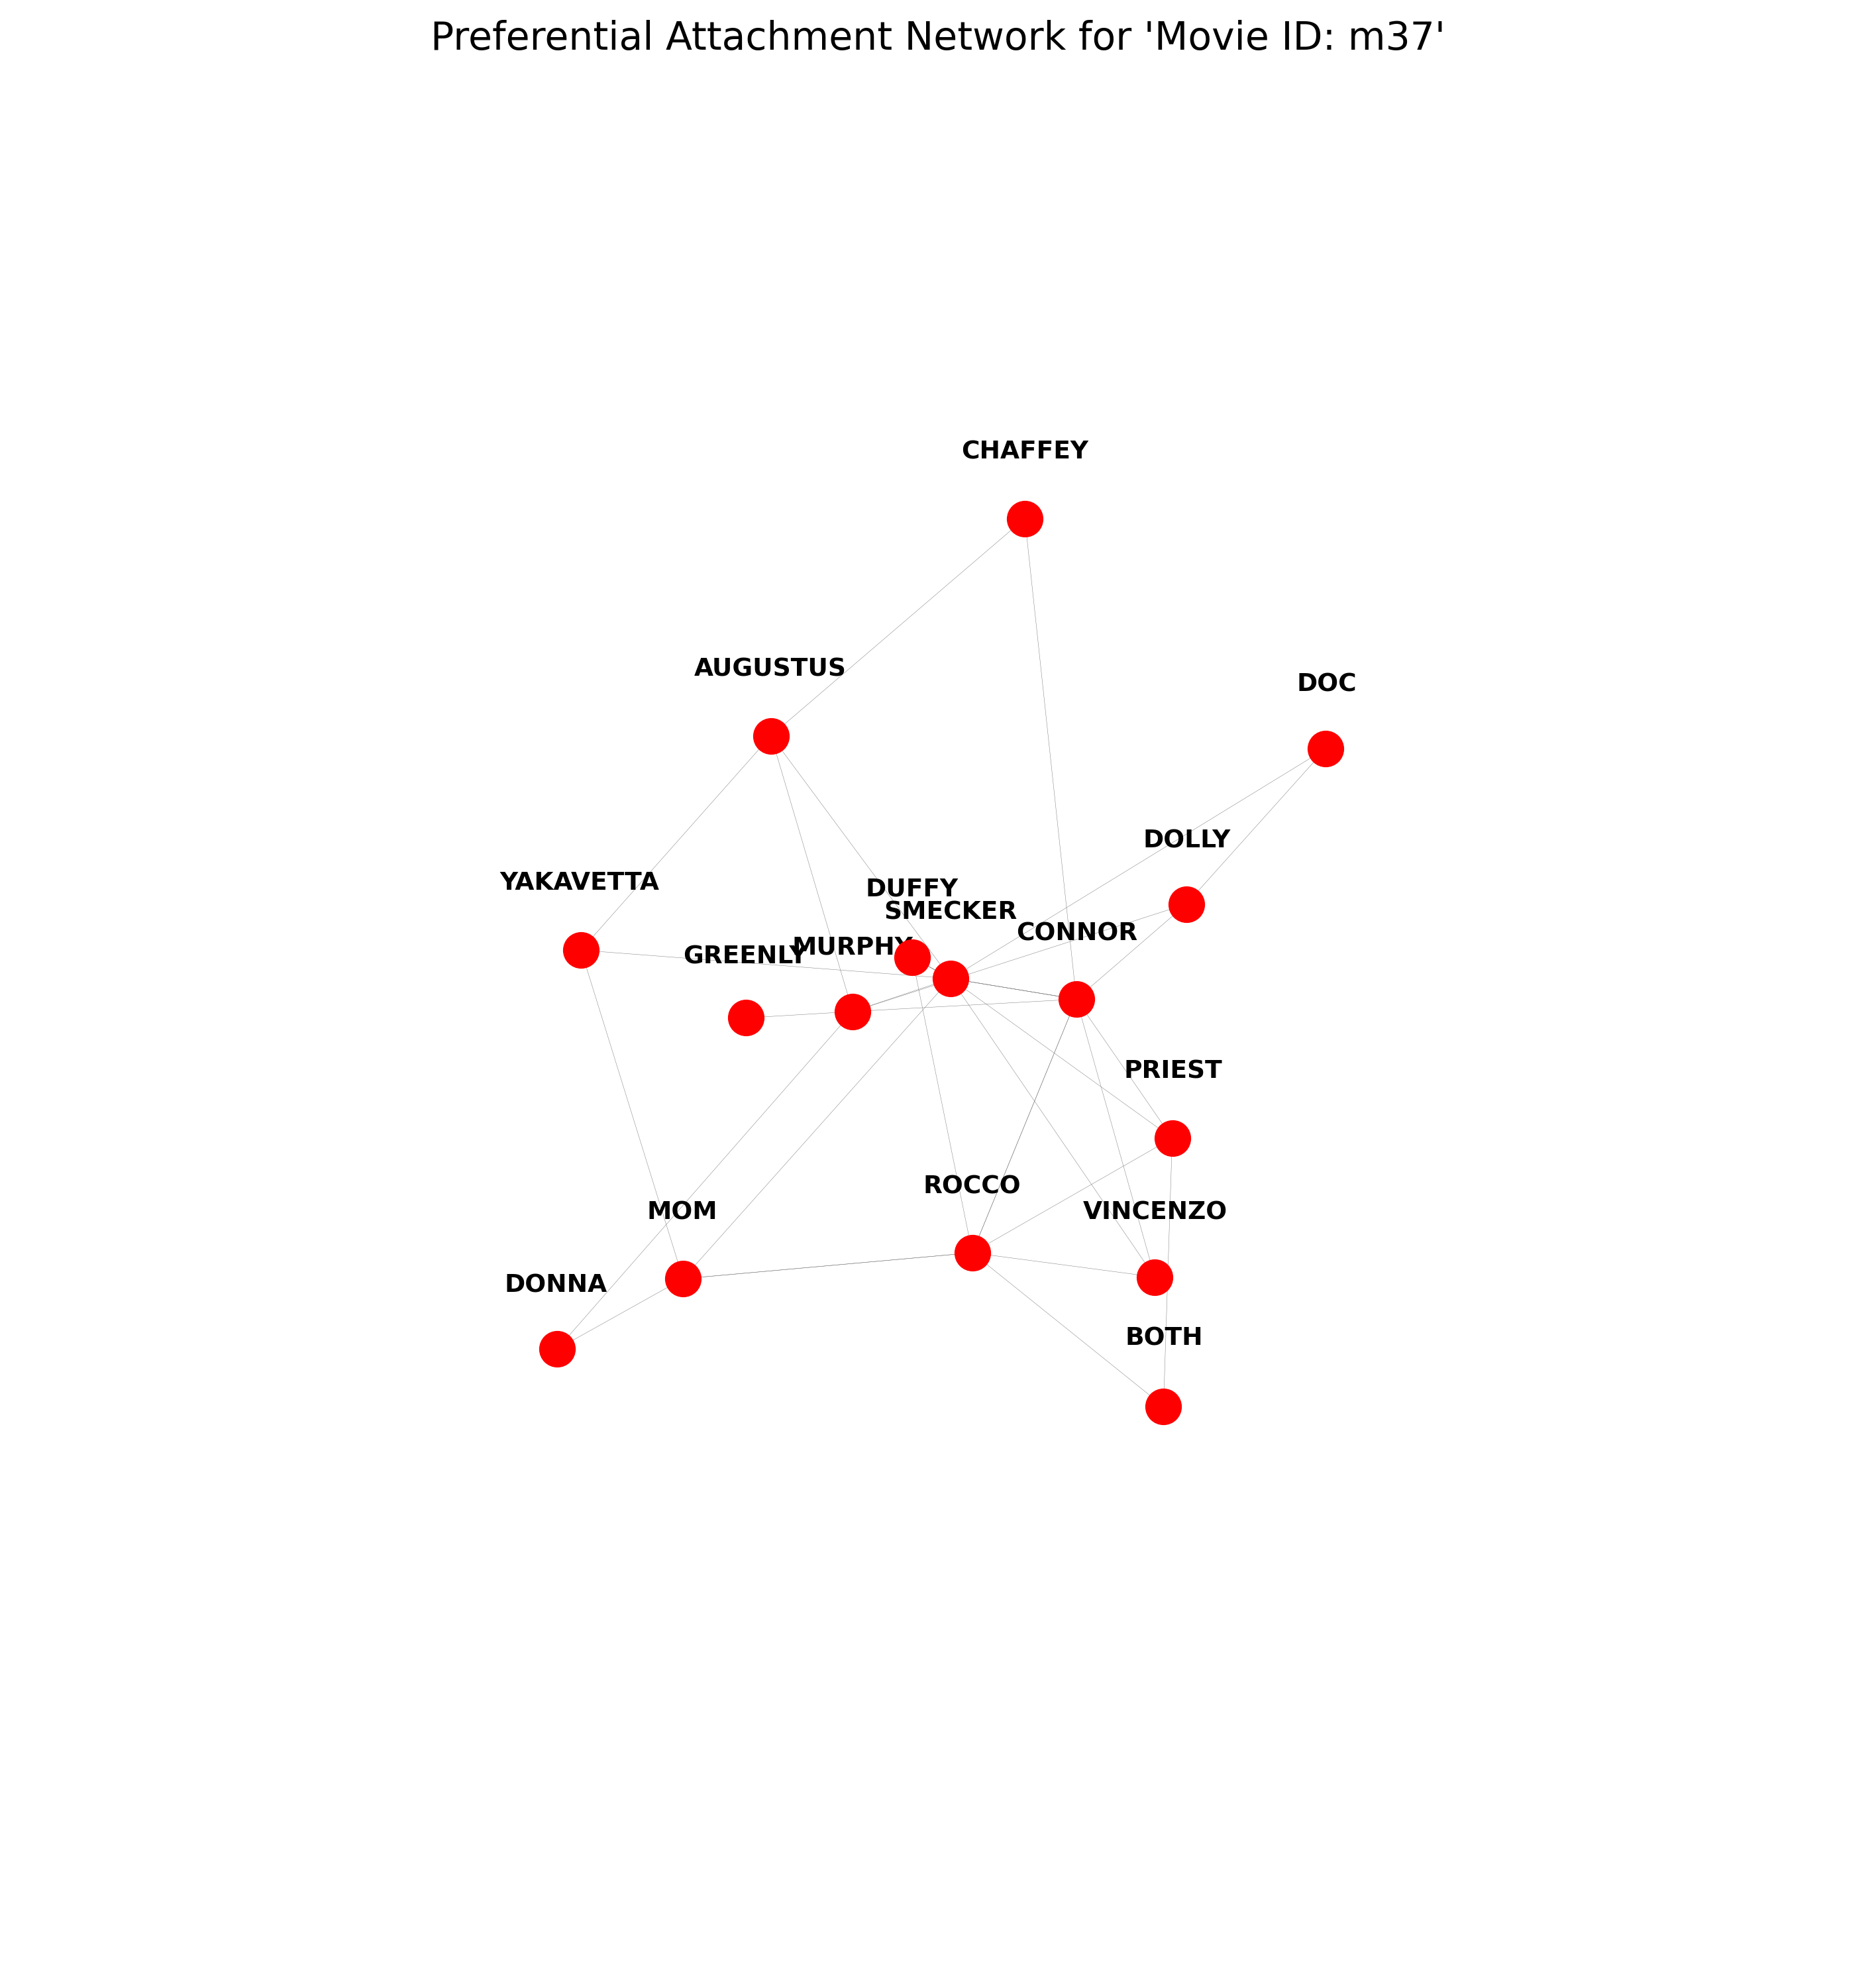 Preferential Attachment Network for 'Movie ID: m37'
CHAFFEY
AUGUSTUS
DOC
DOLLY
YAKAVETTA
DUFFY
SMECKER
CONNOR
MURPHY
GREENLY
PRIEST
ROCCO
MOM
VINCENZO
DONNA
BOTH